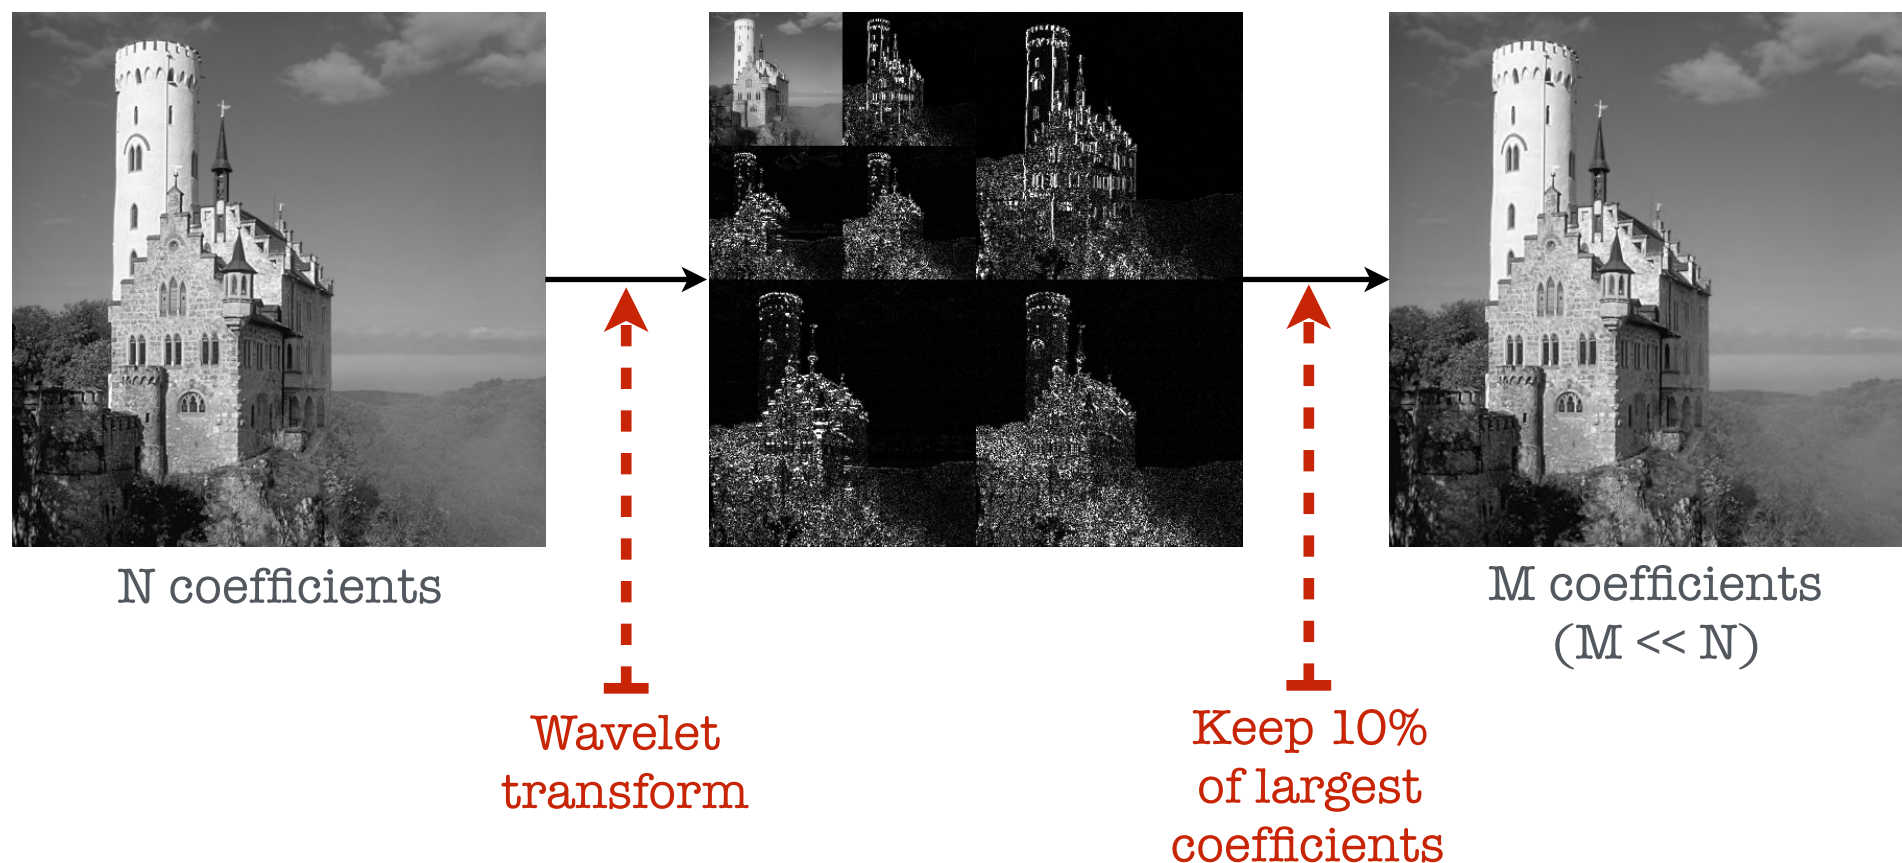 N coefficients
M coefficients
(M << N)
Wavelet
transform
Keep 10%
of largest
coefficients